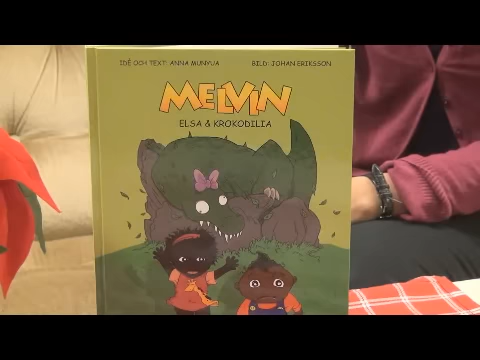 IDÉ OCH TEXT: ANNA MUNYUA BILD: JOHAN ERIKSSON
MELVIN
ELSA & KROKODILIA